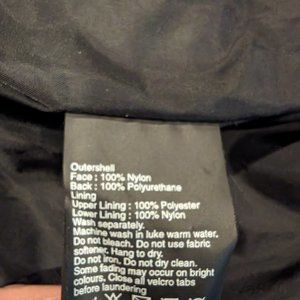 Outershell
Face : 100% Nylon
Back : 100% Polyurethane
Lining
Upper Lining : 100% Polyester
Lower Lining : 100% Nylon
Wash separately.
Machine wash in luke warm water.
Do not bleach. Do not use fabric
softener. Hang to dry.
Do not iron. Do not dry clean.
Some fading may occur on bright
colours. Close all velcro tabs
before laundering